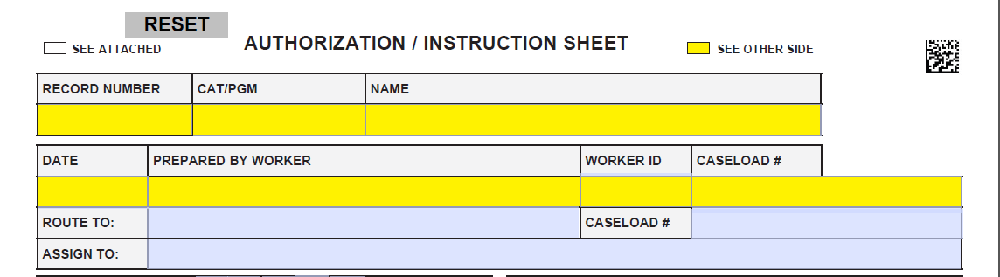 RESET
AUTHORIZATION / INSTRUCTION SHEET
SEE ATTACHED
SEE OTHER SIDE
RECORD NUMBER CAT/PGM NAME
DATE PREPARED BY WORKER WORKER ID CASELOAD #
ROUTE TO: CASELOAD #
ASSIGN TO: